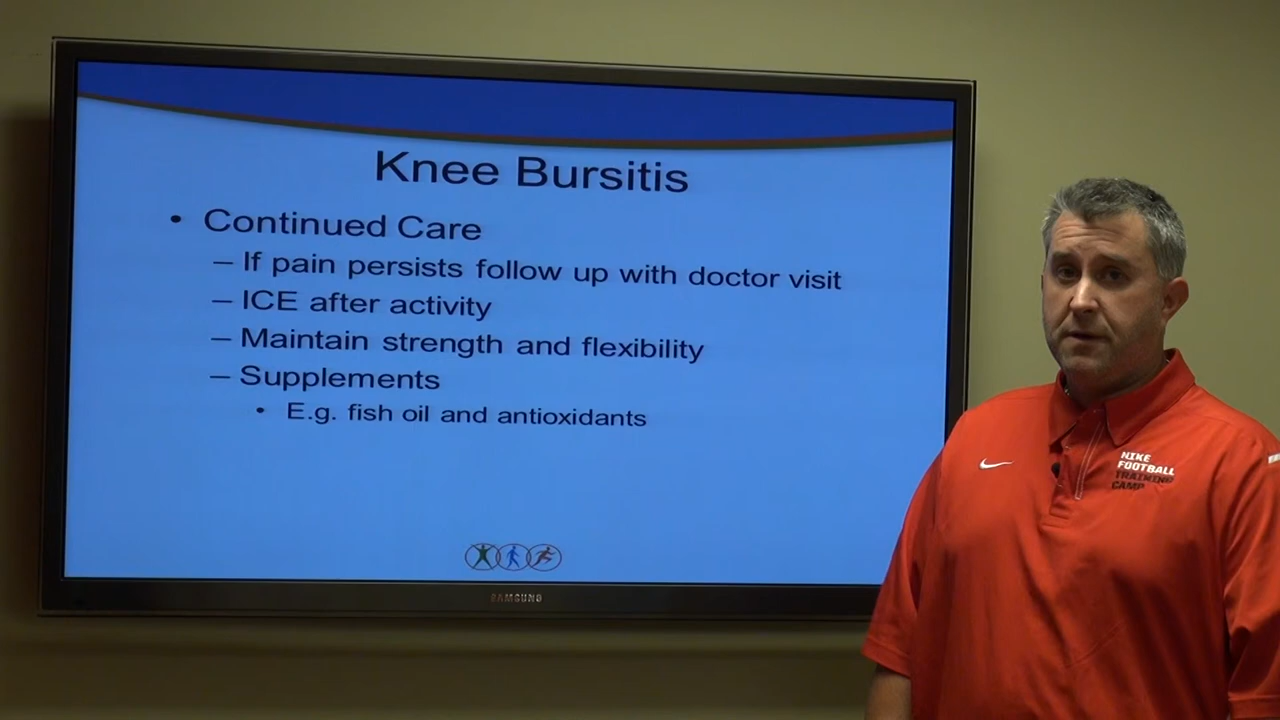 Knee Bursitis
• Continued Care
– If pain persists follow up with doctor visit
– ICE after activity
– Maintain strength and flexibility
– Supplements
• E.g. fish oil and antioxidants
SAMSUNG
NIKE
FOOTBALL
TRAINING
CAMP